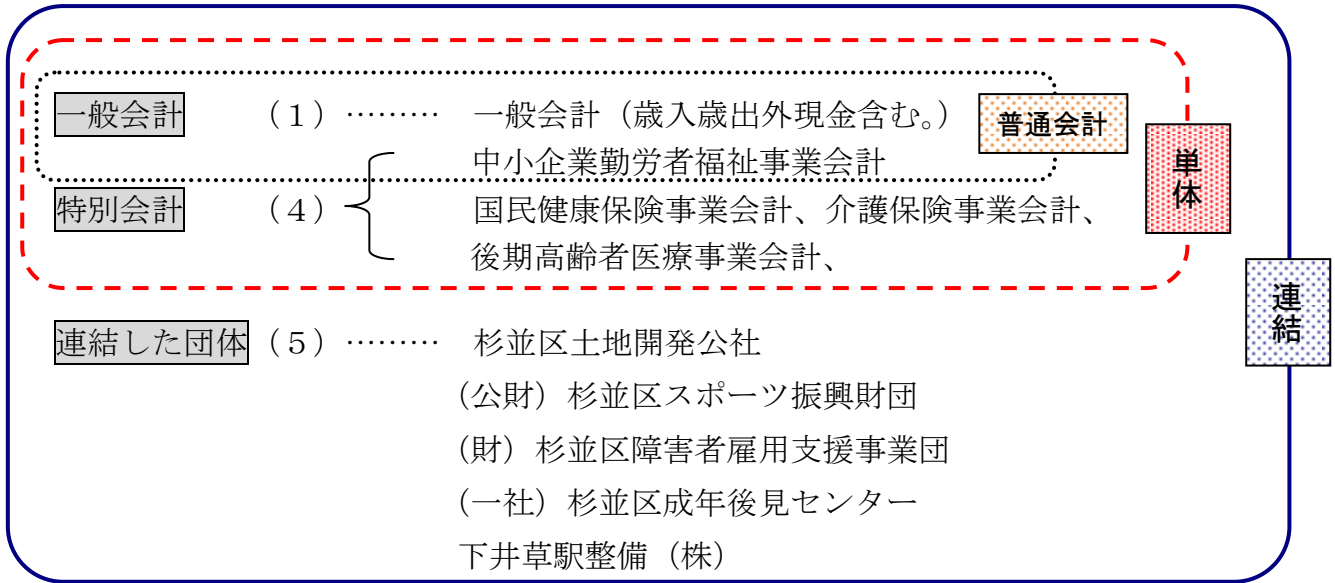 一般会計 (1) ……… 一般会計(歳入歳出外現金含む。)
普通会計
中小企業勤労者福祉事業会計
単体
特別会計 (4) 国民健康保険事業会計、介護保険事業会計、
後期高齢者医療事業会計、
連結
連結した団体 (5) ……… 杉並区土地開発公社
(公財)杉並区スポーツ振興財団
(財)杉並区障害者雇用支援事業団
(一社)杉並区成年後見センター
下井草駅整備(株)